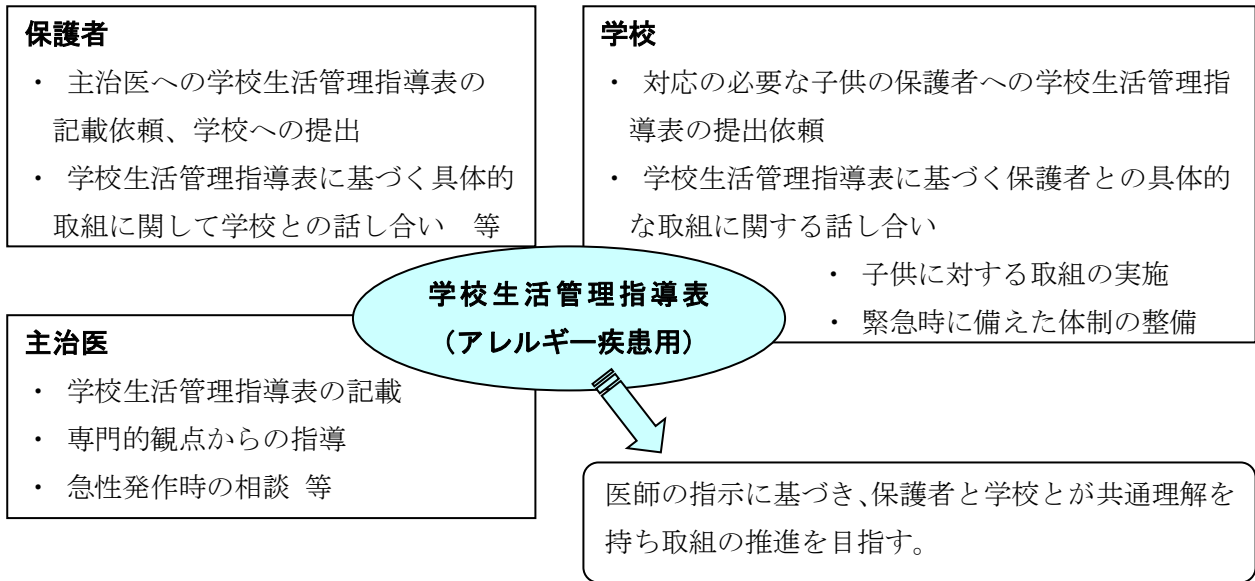 保護者
・ 主治医への学校生活管理指導表の
記載依頼、学校への提出
・ 学校生活管理指導表に基づく具体的
取組に関して学校との話し合い 等
学校
・ 対応の必要な子供の保護者への学校生活管理指
導表の提出依頼
・ 学校生活管理指導表に基づく保護者との具体的
な取組に関する話し合い
・ 子供に対する取組の実施
・ 緊急時に備えた体制の整備
学校生活管理指導表
（アレルギー疾患用）
主治医
・ 学校生活管理指導表の記載
・ 専門的観点からの指導
・ 急性発作時の相談 等
医師の指示に基づき、保護者と学校とが共通理解を
持ち取組の推進を目指す。